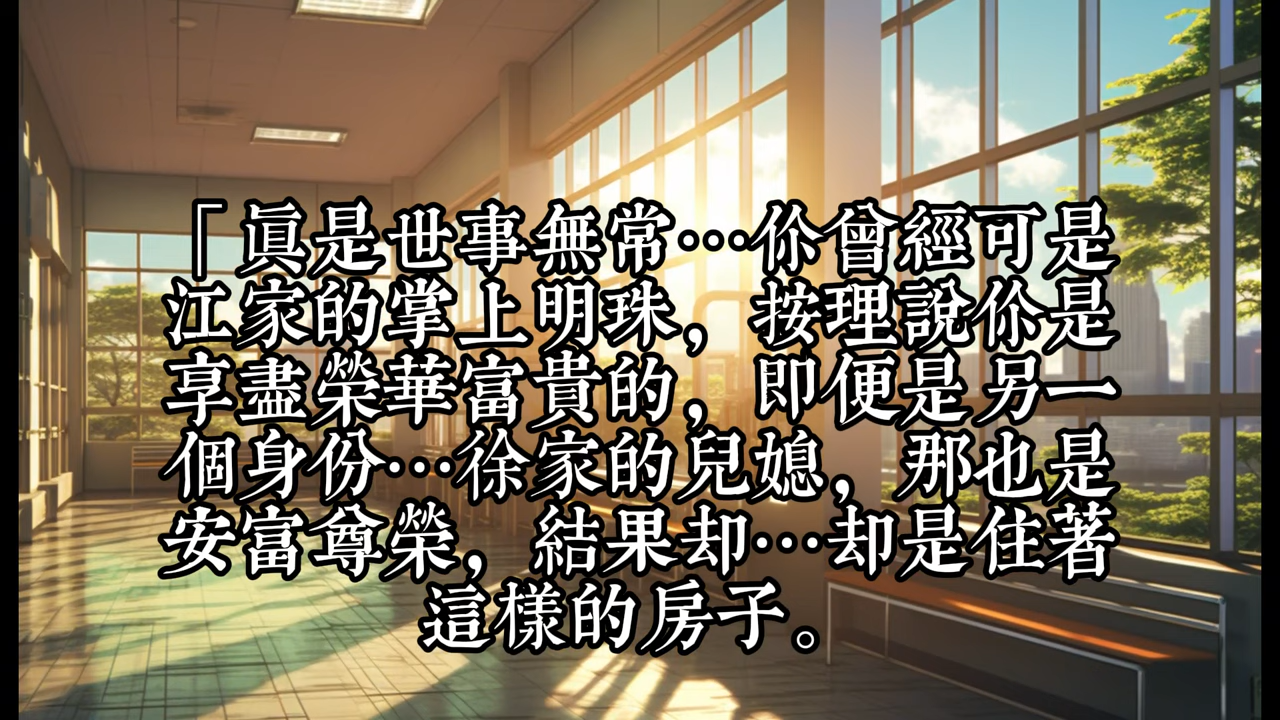 「眞是世事無常…伱曾經可是
江家的掌上明珠，按理說伱是
享盡榮華富貴的，即便是另一
個身份…徐家的兒媳，那也是
安富尊榮，結果却…却是住著
這樣的房子。